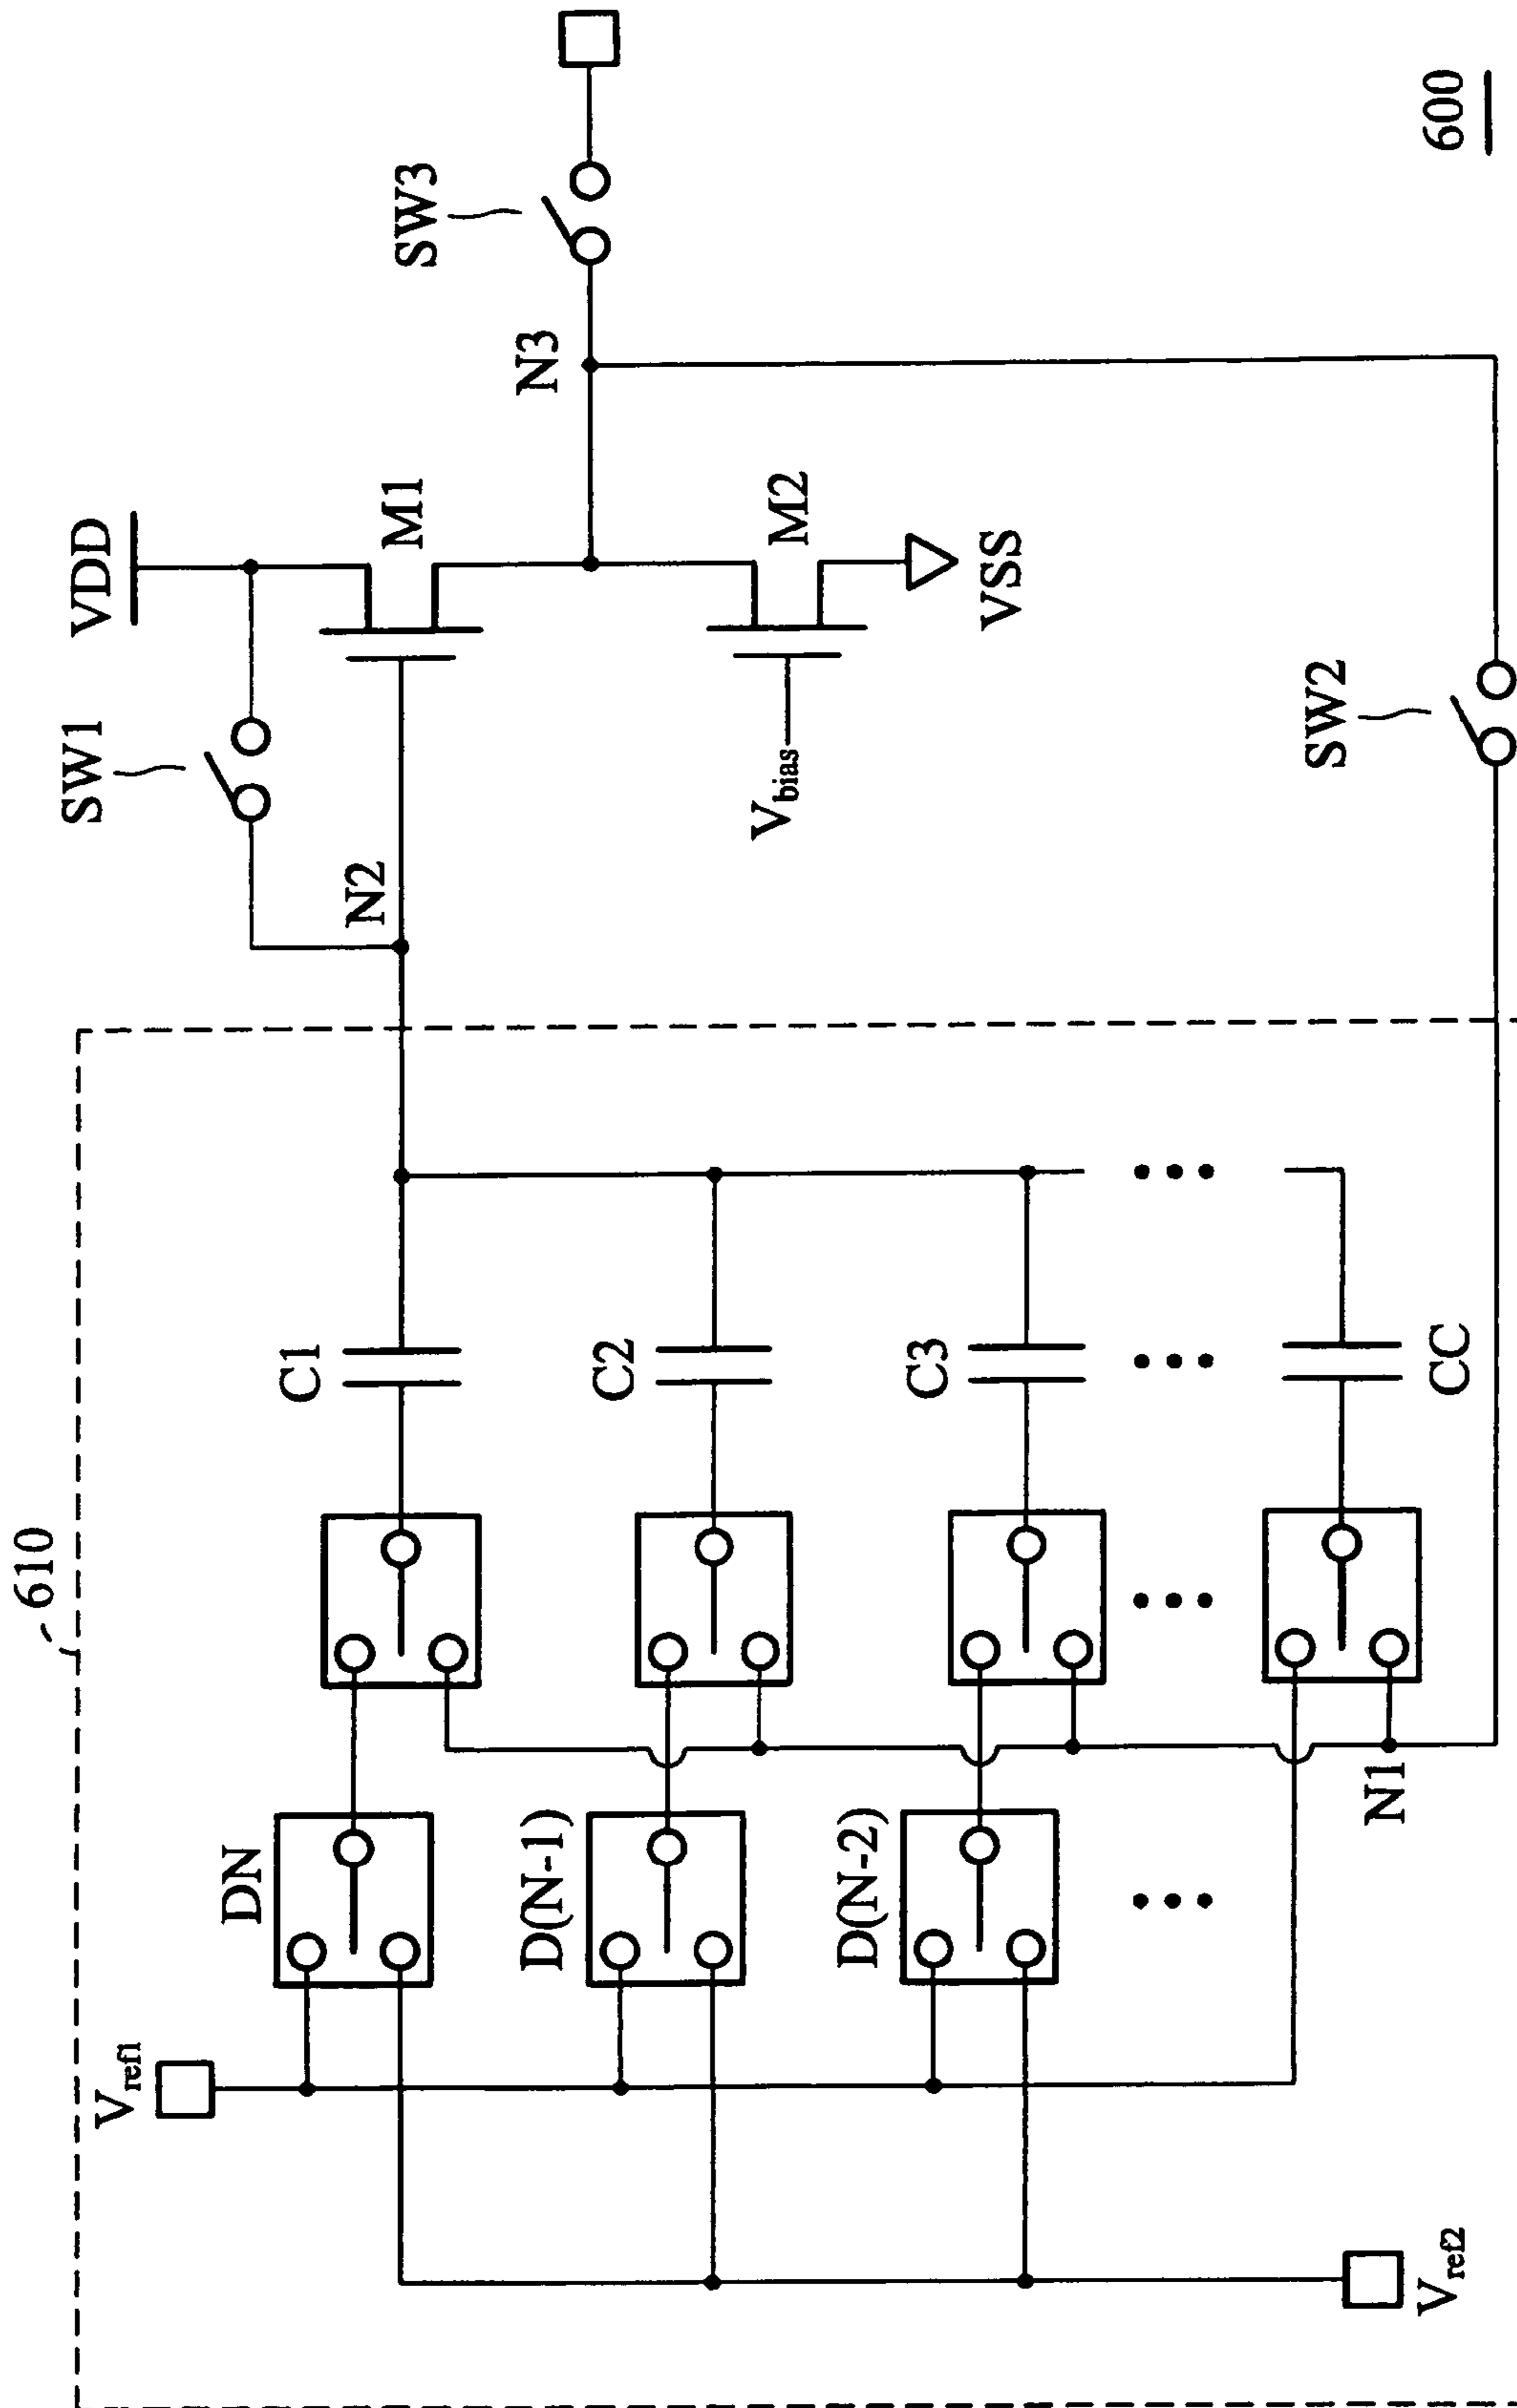 610
V_ref1
DN
D(N-1)
D(N-2)
V_ref2
N1
C1
C2
C3
CC
N2
SW1
VDD
M1
V_bias
M2
VSS
N3
SW3
SW2
600